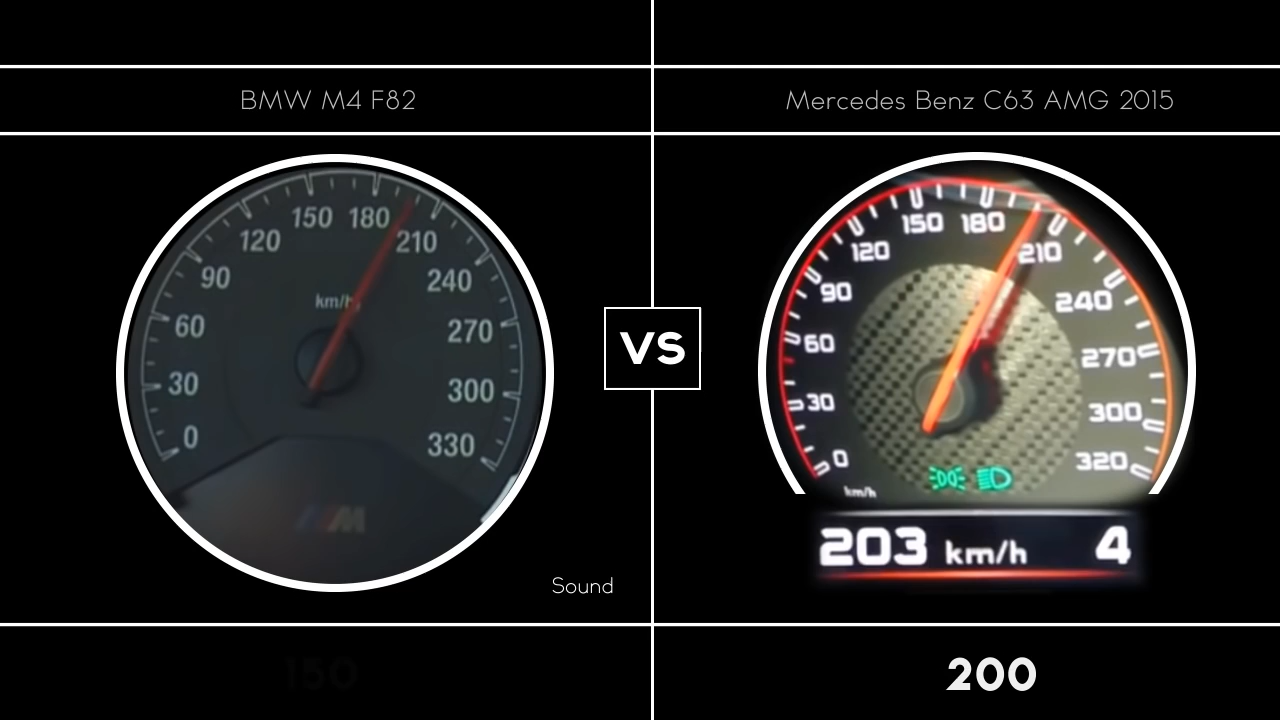 BMW M4 F82
Mercedes Benz C63 AMG 2015
150 180
120 210
90 240
km/h
60 270
30 300
0 330
M
Sound
150
VS
150 180
120 210
90 240
60 270
30 300
0 320
km/h
203 km/h 4
200